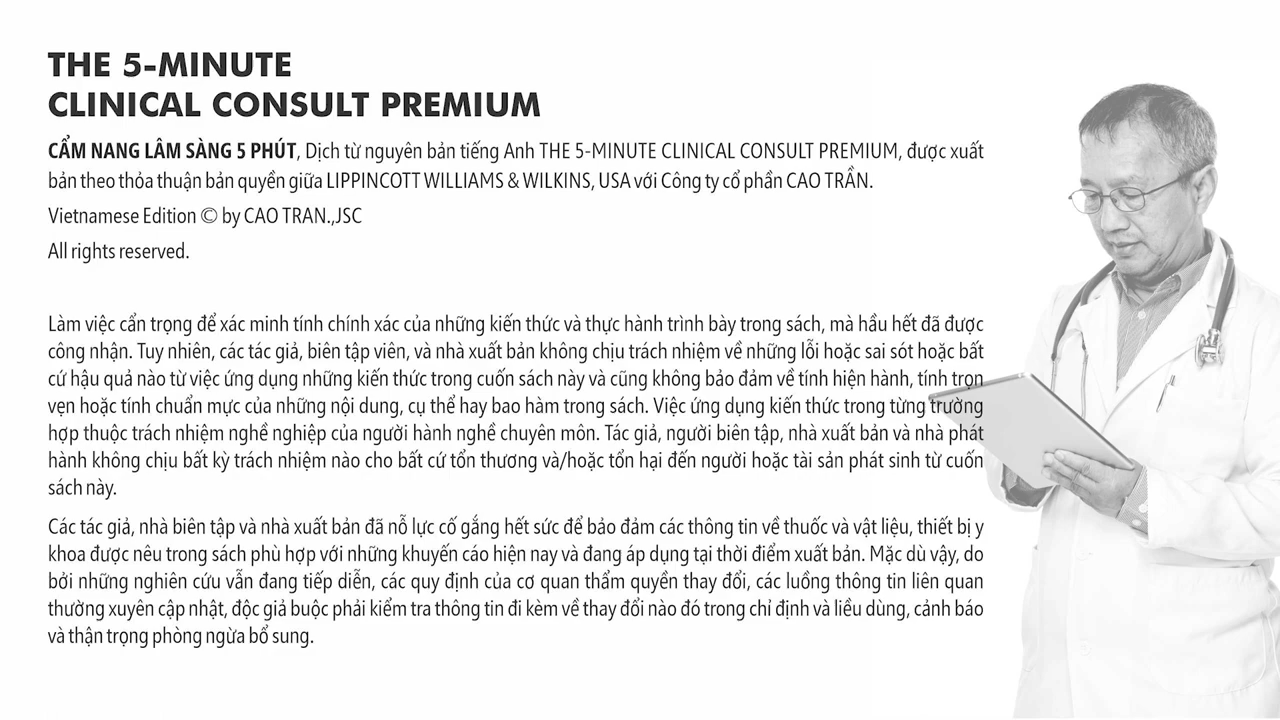 THE 5-MINUTE
CLINICAL CONSULT PREMIUM
CẨM NANG LÂM SÀNG 5 PHÚT, Dịch từ nguyên bản tiếng Anh THE 5-MINUTE CLINICAL CONSULT PREMIUM, được xuất
bản theo thỏa thuận bản quyền giữa LIPPINCOTT WILLIAMS & WILKINS, USA với Công ty cổ phần CAO TRẦN.
Vietnamese Edition © by CAO TRAN.,JSC
All rights reserved.
Làm việc cẩn trọng để xác minh tính chính xác của những kiến thức và thực hành trình bày trong sách, mà hầu hết đã được
công nhận. Tuy nhiên, các tác giả, biên tập viên, và nhà xuất bản không chịu trách nhiệm về những lỗi hoặc sai sót hoặc bất
cứ hậu quả nào từ việc ứng dụng những kiến thức trong cuốn sách này và cũng không bảo đảm về tính hiện hành, tính trọn
vẹn hoặc tính chuẩn mực của những nội dung, cụ thể hay bao hàm trong sách. Việc ứng dụng kiến thức trong từng trường
hợp thuộc trách nhiệm nghề nghiệp của người hành nghề chuyên môn. Tác giả, người biên tập, nhà xuất bản và nhà phát
hành không chịu bất kỳ trách nhiệm nào cho bất cứ tổn thương và/hoặc tổn hại đến người hoặc tài sản phát sinh từ cuốn
sách này.
Các tác giả, nhà biên tập và nhà xuất bản đã nỗ lực cố gắng hết sức để bảo đảm các thông tin về thuốc và vật liệu, thiết bị y
khoa được nêu trong sách phù hợp với những khuyến cáo hiện nay và đang áp dụng tại thời điểm xuất bản. Mặc dù vậy, do
bởi những nghiên cứu vẫn đang tiếp diễn, các quy định của cơ quan thẩm quyền thay đổi, các luồng thông tin liên quan
thường xuyên cập nhật, độc giả buộc phải kiểm tra thông tin đi kèm về thay đổi nào đó trong chỉ định và liều dùng, cảnh báo
và thận trọng phòng ngừa bổ sung.